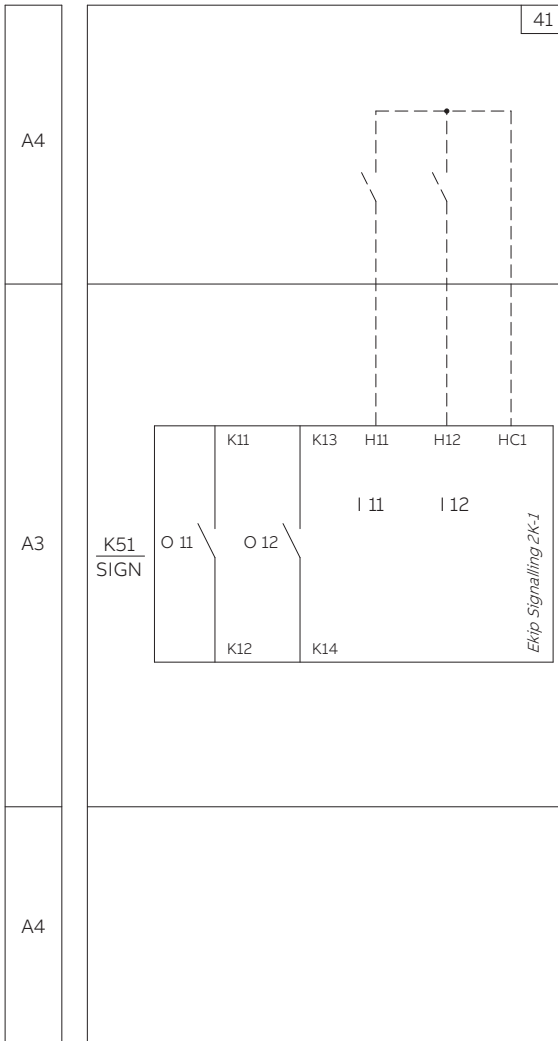 41
A4
K11 K13 H11 H12 HC1
I 11 I 12
A3
K51
SIGN
O 11 O 12
Ekip Signalling 2K-1
K12 K14
A4